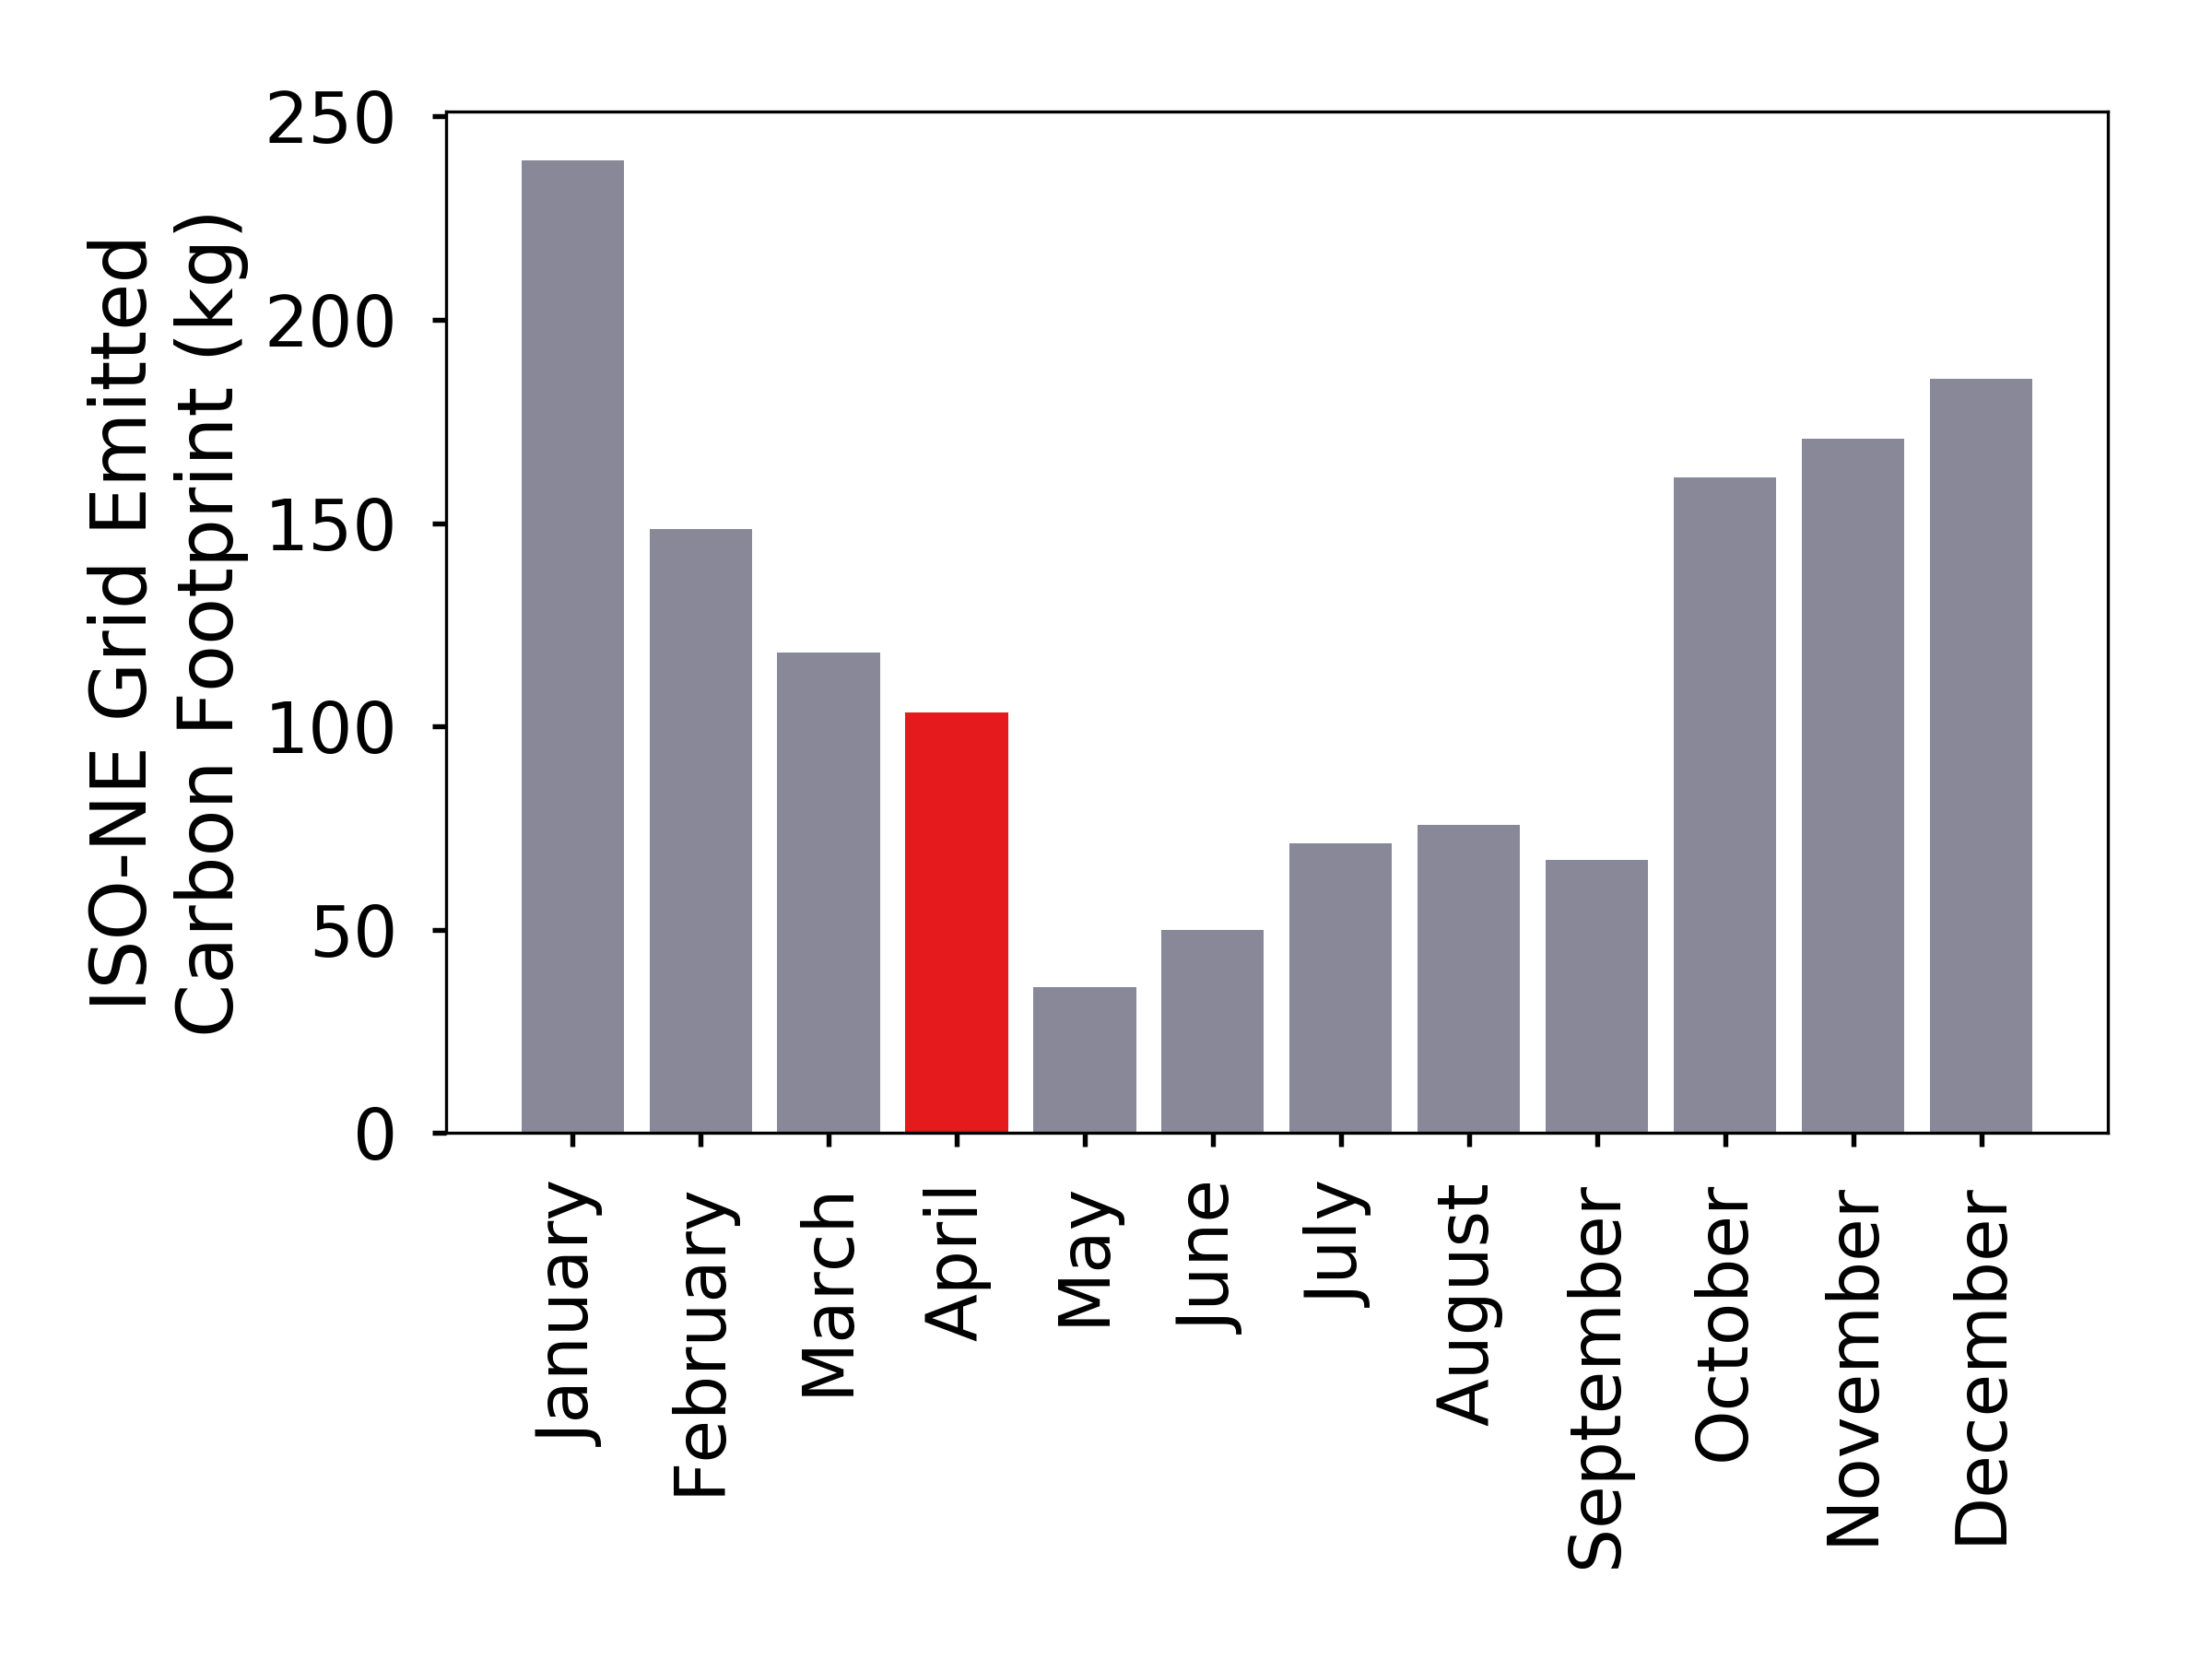 ISO-NE Grid Emitted
Carbon Footprint (kg)
250
200
150
100
50
0
January
February
March
April
May
June
July
August
September
October
November
December